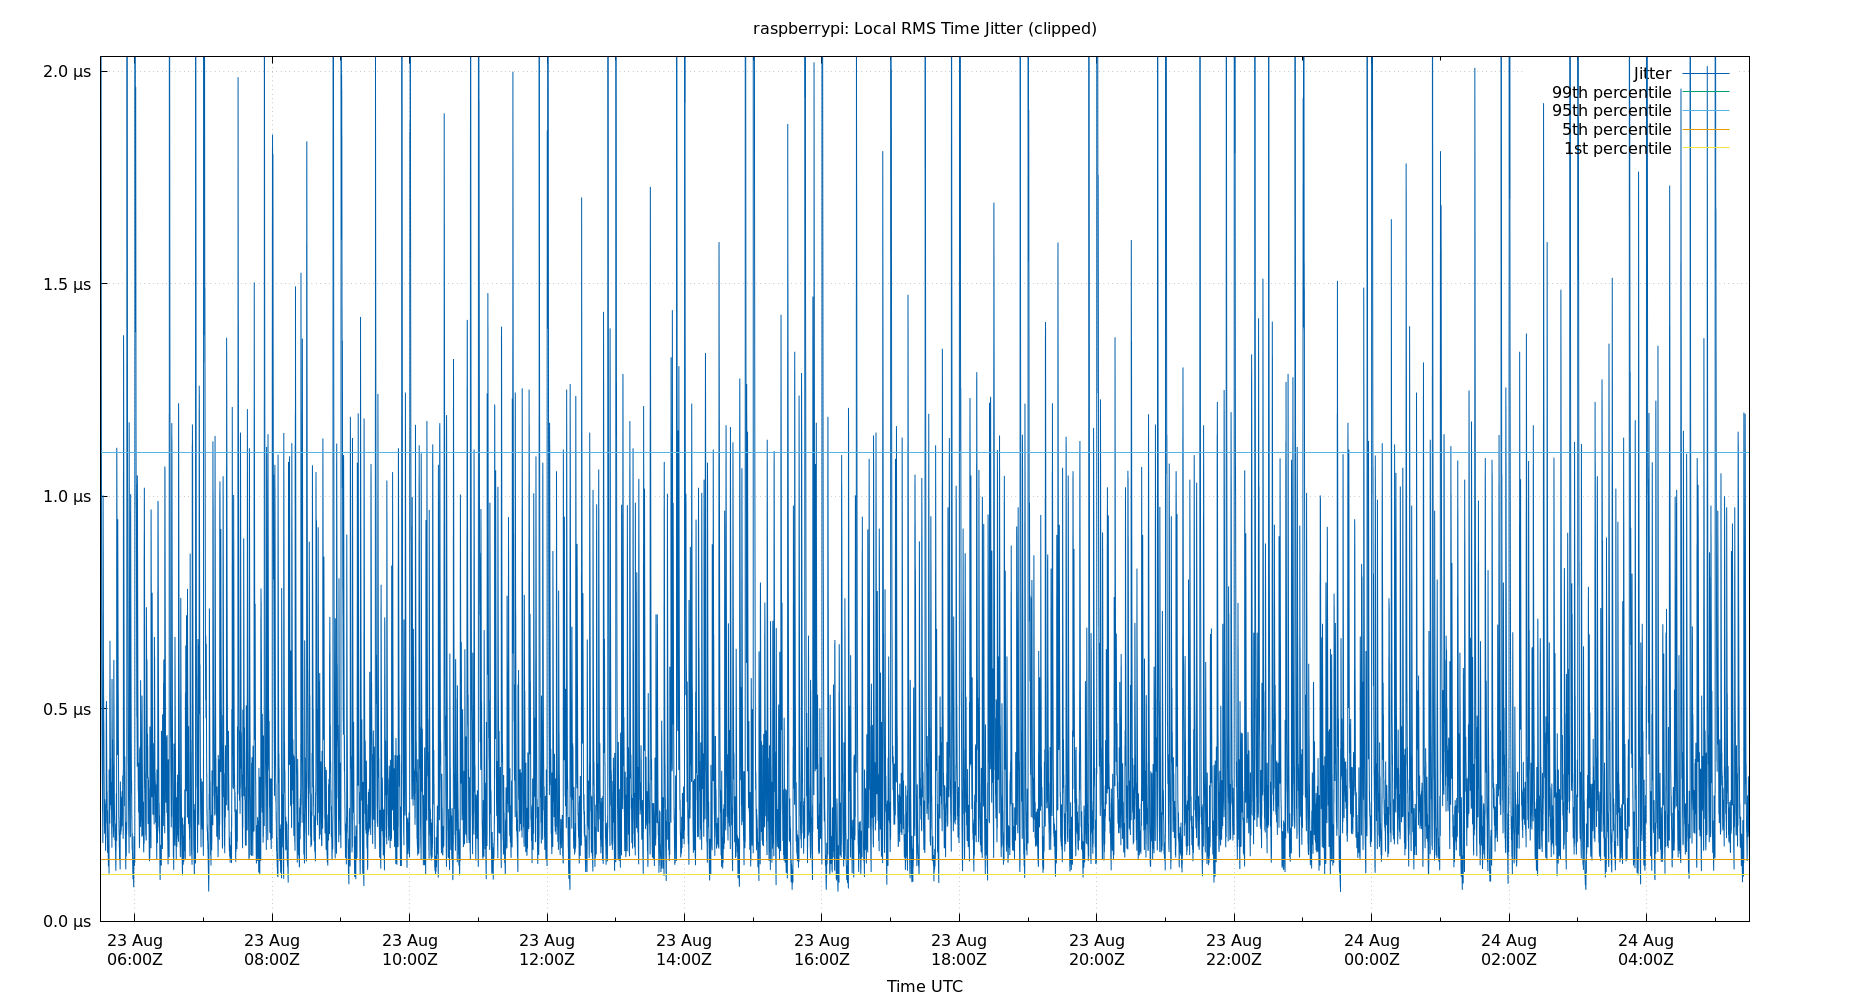 raspberrypi: Local RMS Time Jitter (clipped)
2.0 µs
1.5 µs
1.0 µs
0.5 µs
0.0 µs
Jitter
99th percentile
95th percentile
5th percentile
1st percentile
23 Aug 23 Aug 23 Aug 23 Aug 23 Aug 23 Aug 23 Aug 23 Aug 23 Aug 24 Aug 24 Aug 24 Aug
06:00Z 08:00Z 10:00Z 12:00Z 14:00Z 16:00Z 18:00Z 20:00Z 22:00Z 00:00Z 02:00Z 04:00Z
Time UTC